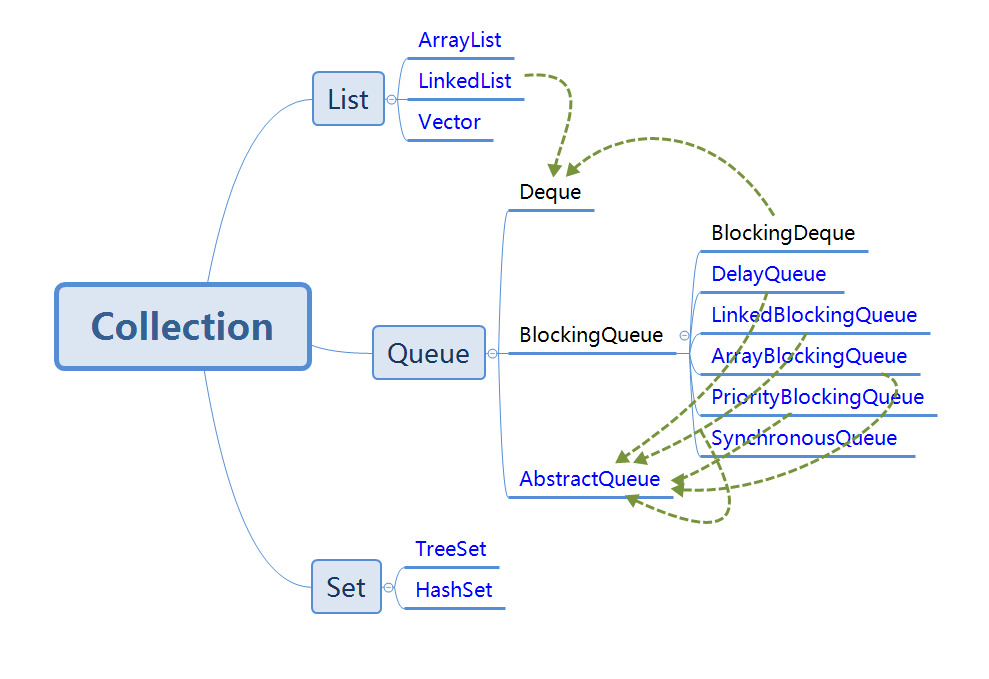 Collection
List
ArrayList
LinkedList
Vector
Queue
Deque
BlockingQueue
BlockingDeque
DelayQueue
LinkedBlockingQueue
ArrayBlockingQueue
PriorityBlockingQueue
SynchronousQueue
AbstractQueue
Set
TreeSet
HashSet